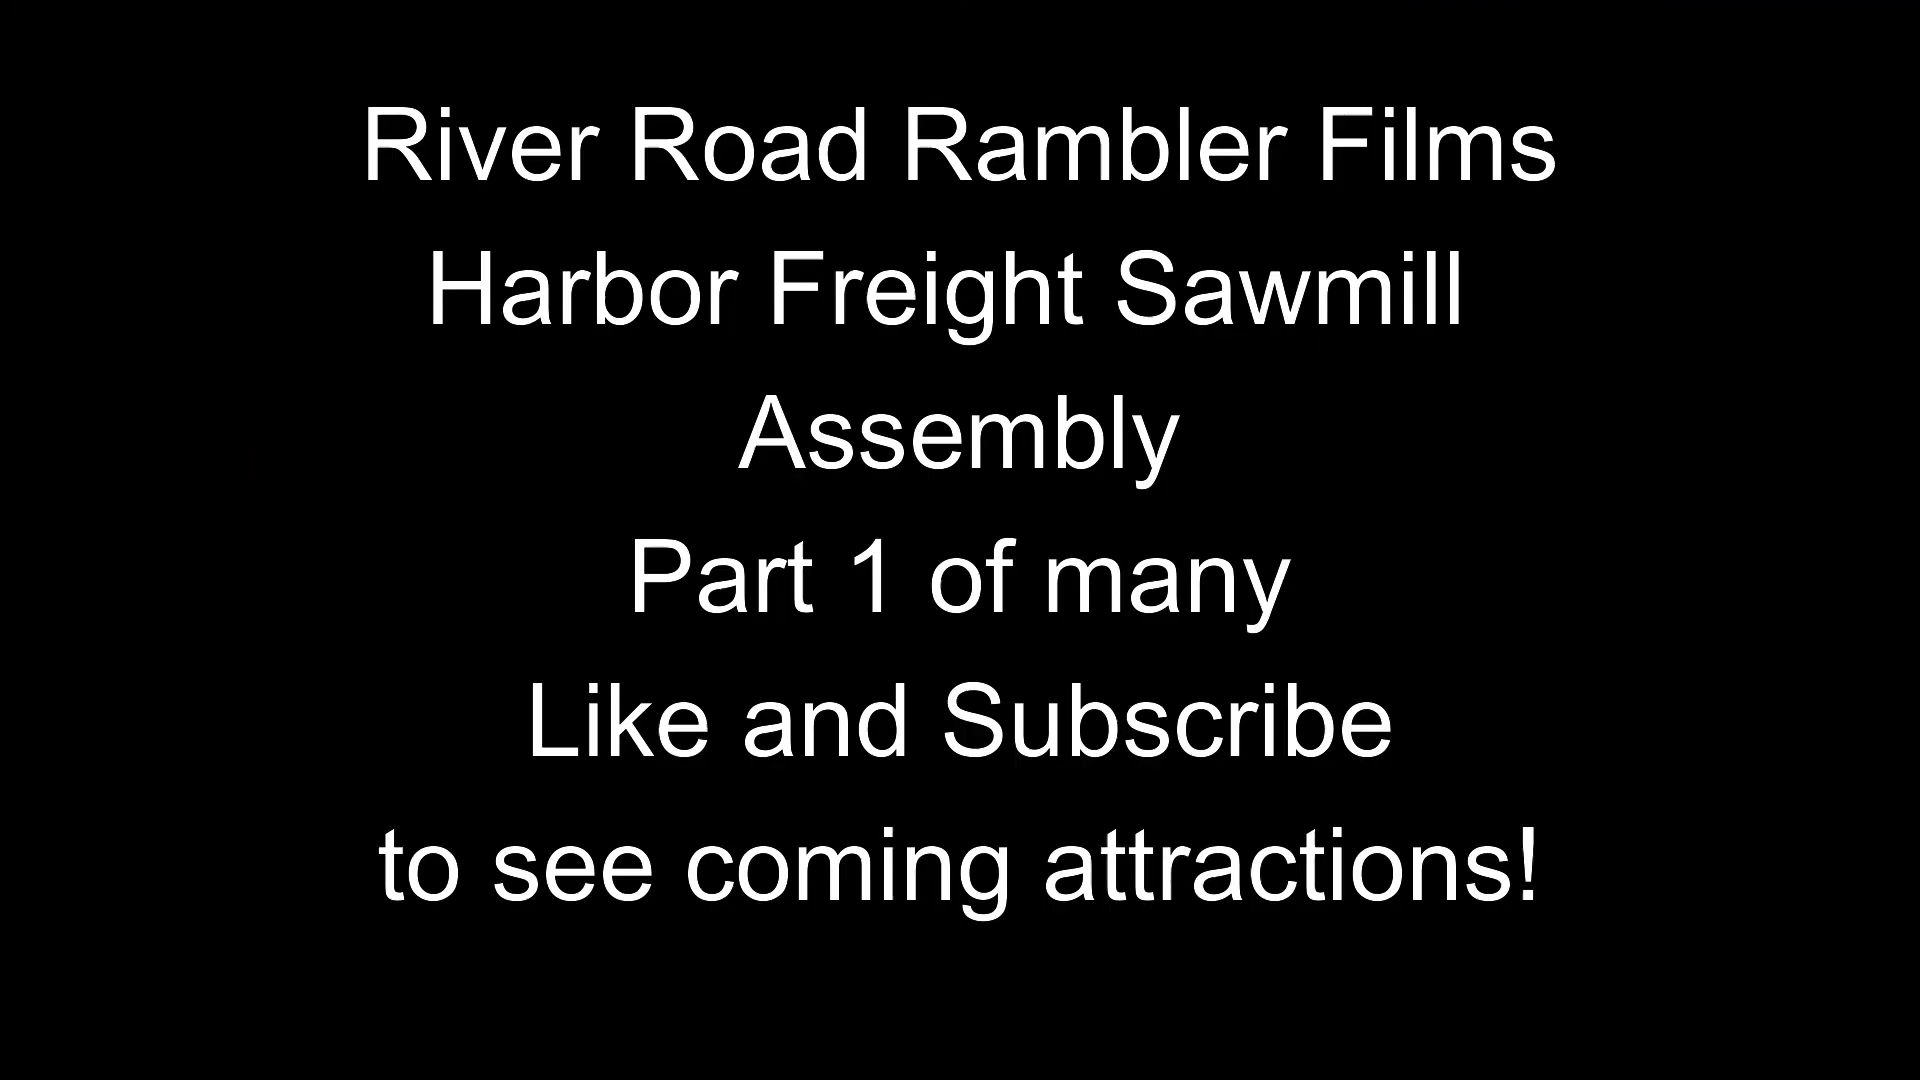 River Road Rambler Films
Harbor Freight Sawmill
Assembly
Part 1 of many
Like and Subscribe
to see coming attractions!